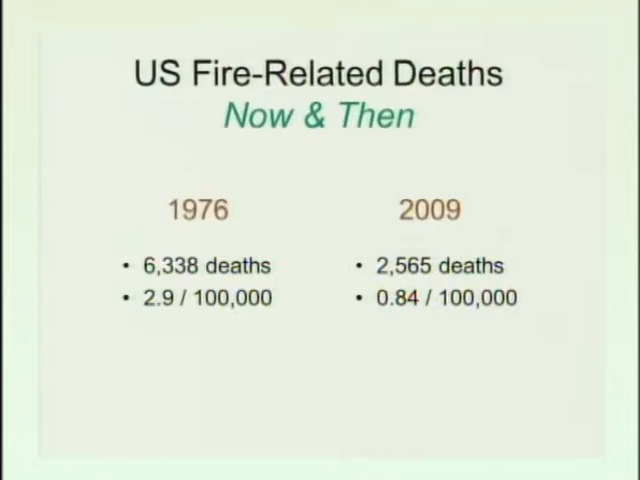 US Fire-Related Deaths
Now & Then
1976
• 6,338 deaths
• 2.9 / 100,000
2009
• 2,565 deaths
• 0.84 / 100,000